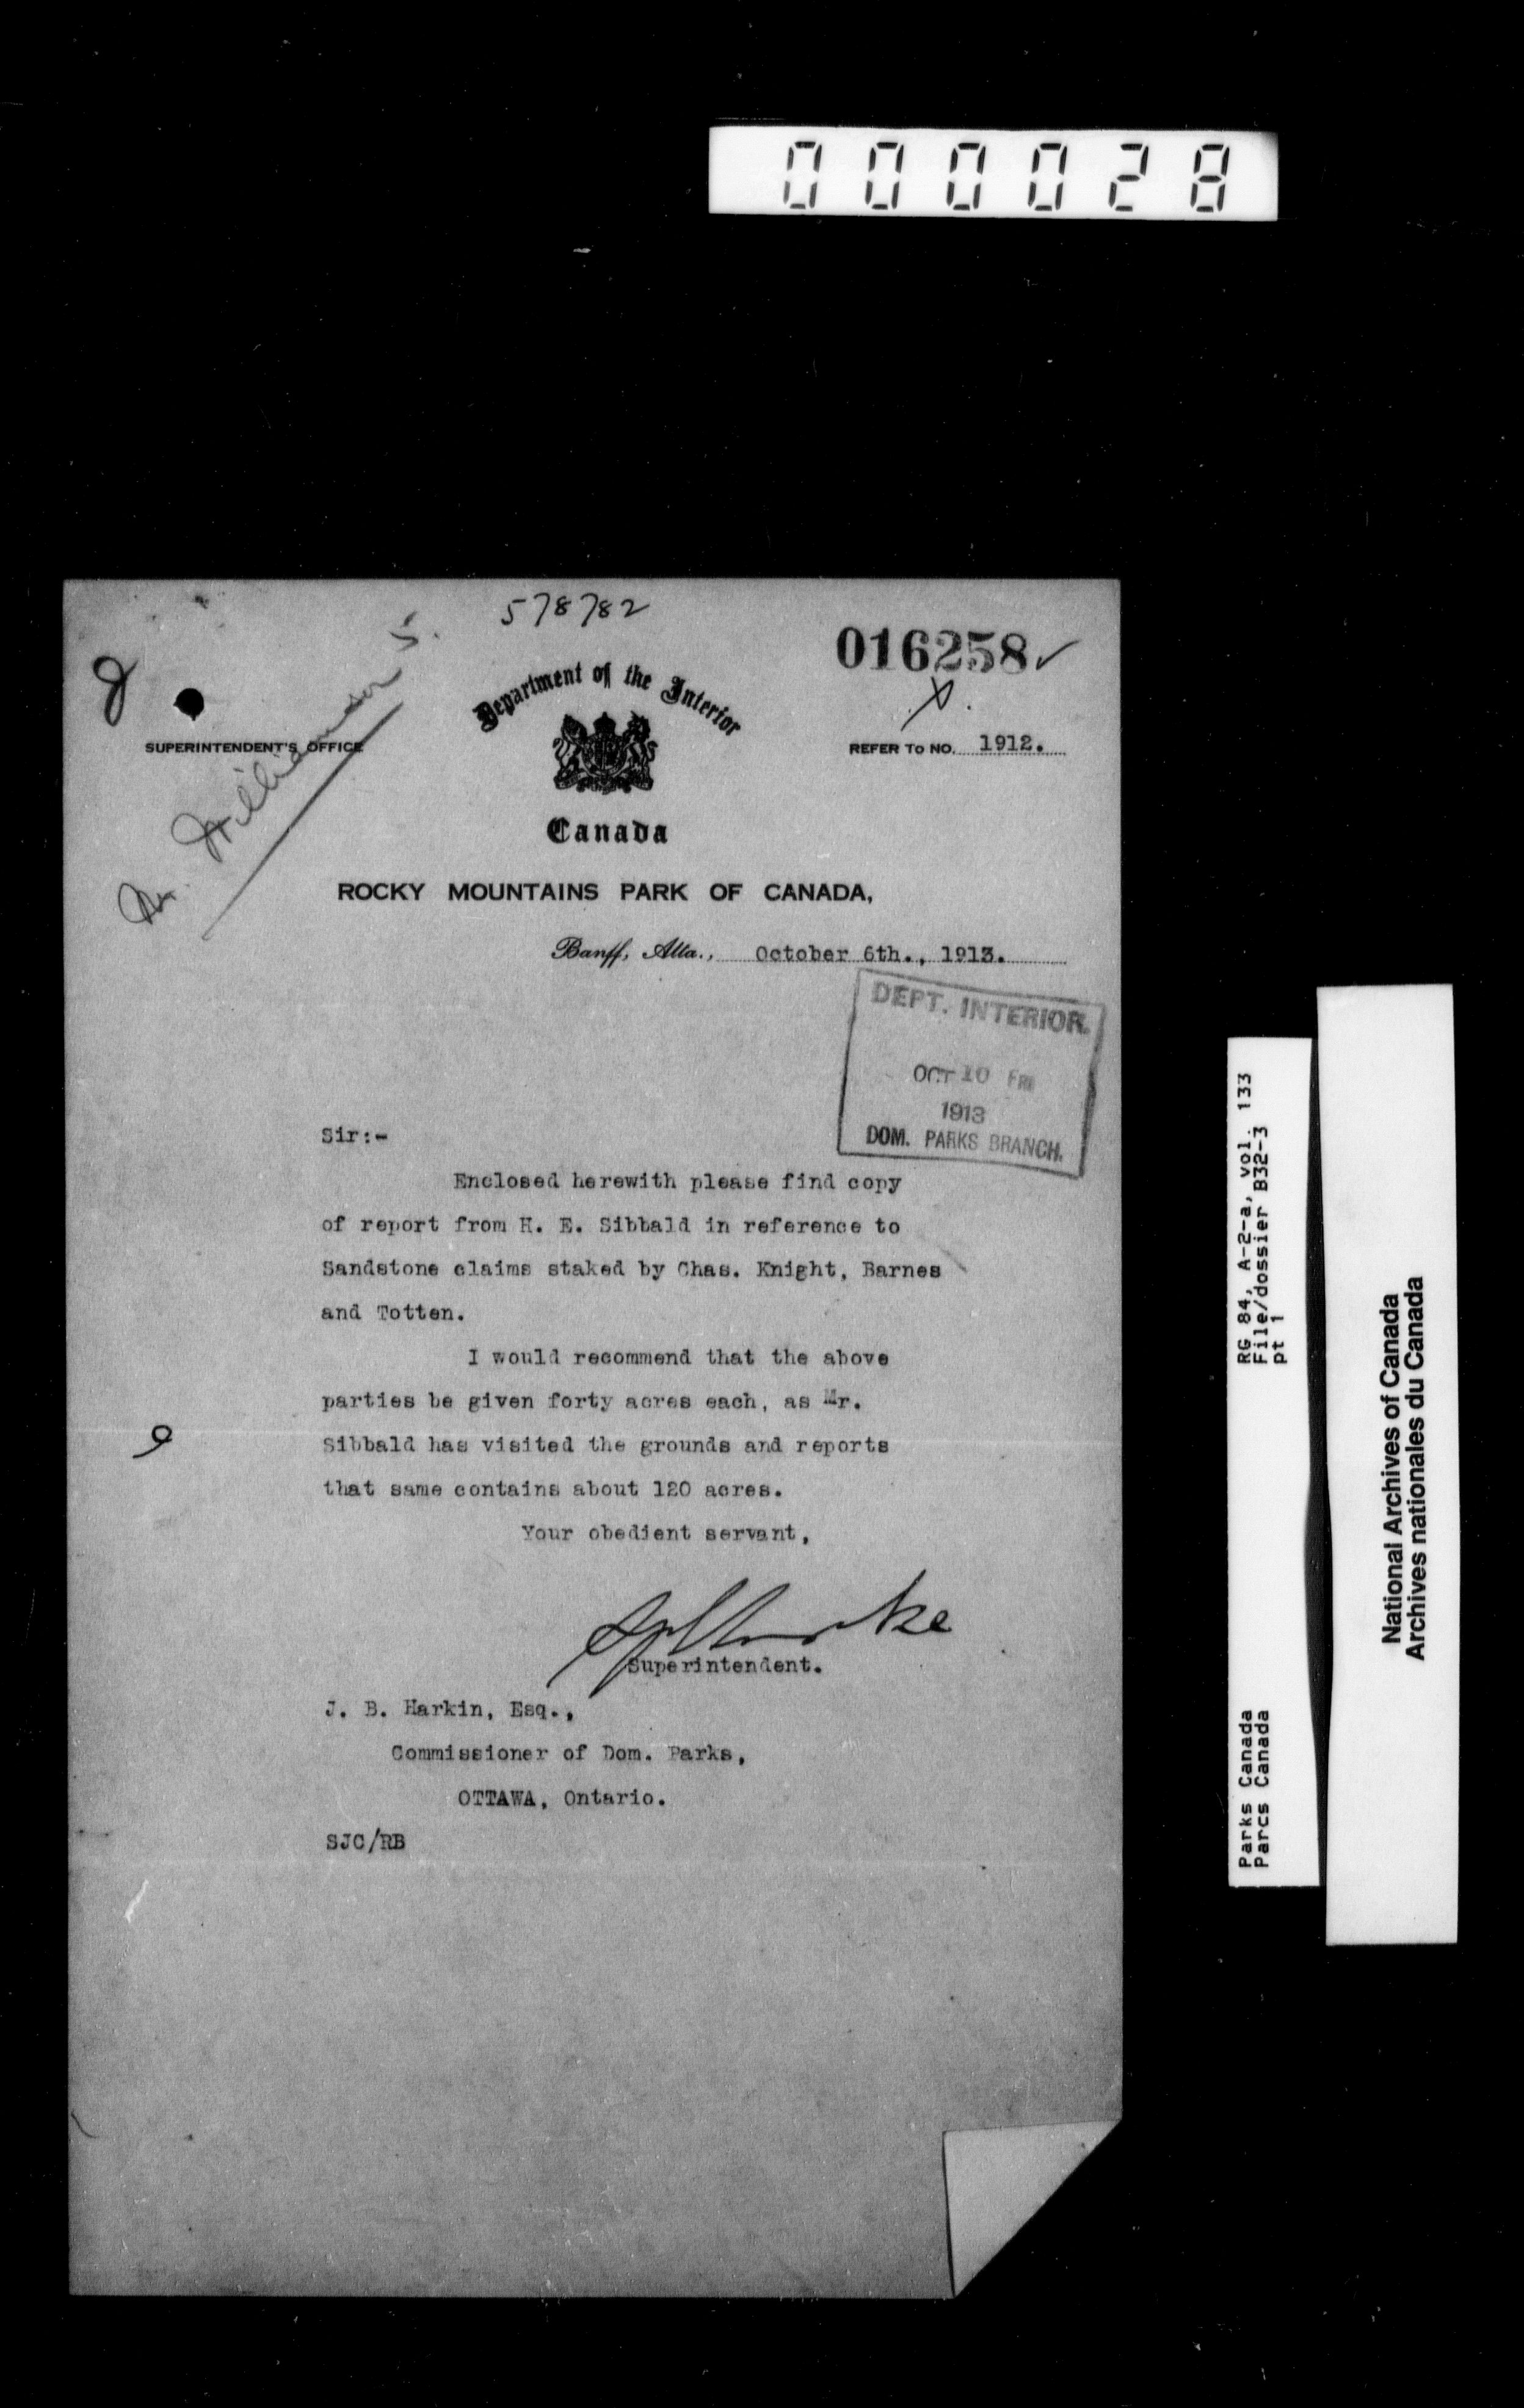 000028
578782
016258 ✓
8
Department of the Interior
SUPERINTENDENT'S OFFICE
REFER TO NO. 1912.
Mr. Williamson
Canada
ROCKY MOUNTAINS PARK OF CANADA,
Banff, Alta., October 6th., 1913.
DEPT. INTERIOR.
OCT 10 FRI
1913
DOM. PARKS BRANCH.
Sir:-
Enclosed herewith please find copy
of report from H. E. Sibbald in reference to
Sandstone claims staked by Chas. Knight, Barnes
and Totten.
I would recommend that the above
parties be given forty acres each, as Mr.
Sibbald has visited the grounds and reports
that same contains about 120 acres.
Your obedient servant,
SJClarke
Superintendent.
J. B. Harkin, Esq.,
Commissioner of Dom. Parks,
OTTAWA, Ontario.
SJC/RB
RG 84, A-2-a, vol. 133
File/dossier B32-3
pt 1
Parks Canada
Parcs Canada
National Archives of Canada
Archives nationales du Canada